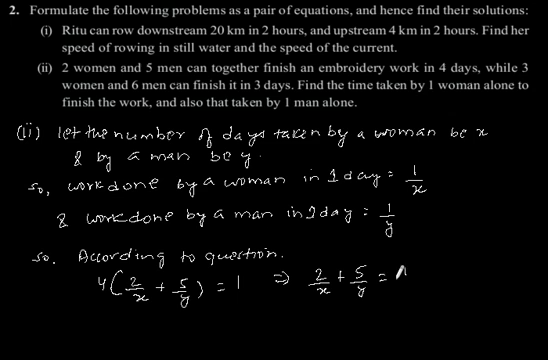 2. Formulate the following problems as a pair of equations, and hence find their solutions:
(i) Ritu can row downstream 20 km in 2 hours, and upstream 4 km in 2 hours. Find her
speed of rowing in still water and the speed of the current.
(ii) 2 women and 5 men can together finish an embroidery work in 4 days, while 3
women and 6 men can finish it in 3 days. Find the time taken by 1 woman alone to
finish the work, and also that taken by 1 man alone.
(ii) let the number of days taken by a woman be x
& by a man be y.
so, work done by a woman in 1 day = 1/x
& work done by a man in 1 day = 1/y
so. According to question.
4(2/x + 5/y) = 1 ⇒ 2/x + 5/y =